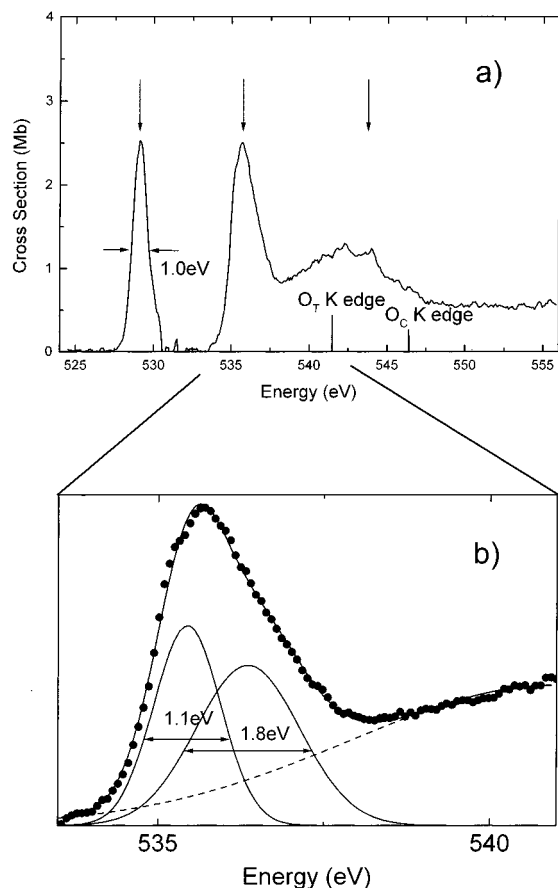 4
a)
3
Cross Section (Mb)
2
1.0eV
1
O_T K edge
O_C K edge
0
525 530 535 540 545 550 555
Energy (eV)
b)
1.1eV
1.8eV
535 540
Energy (eV)